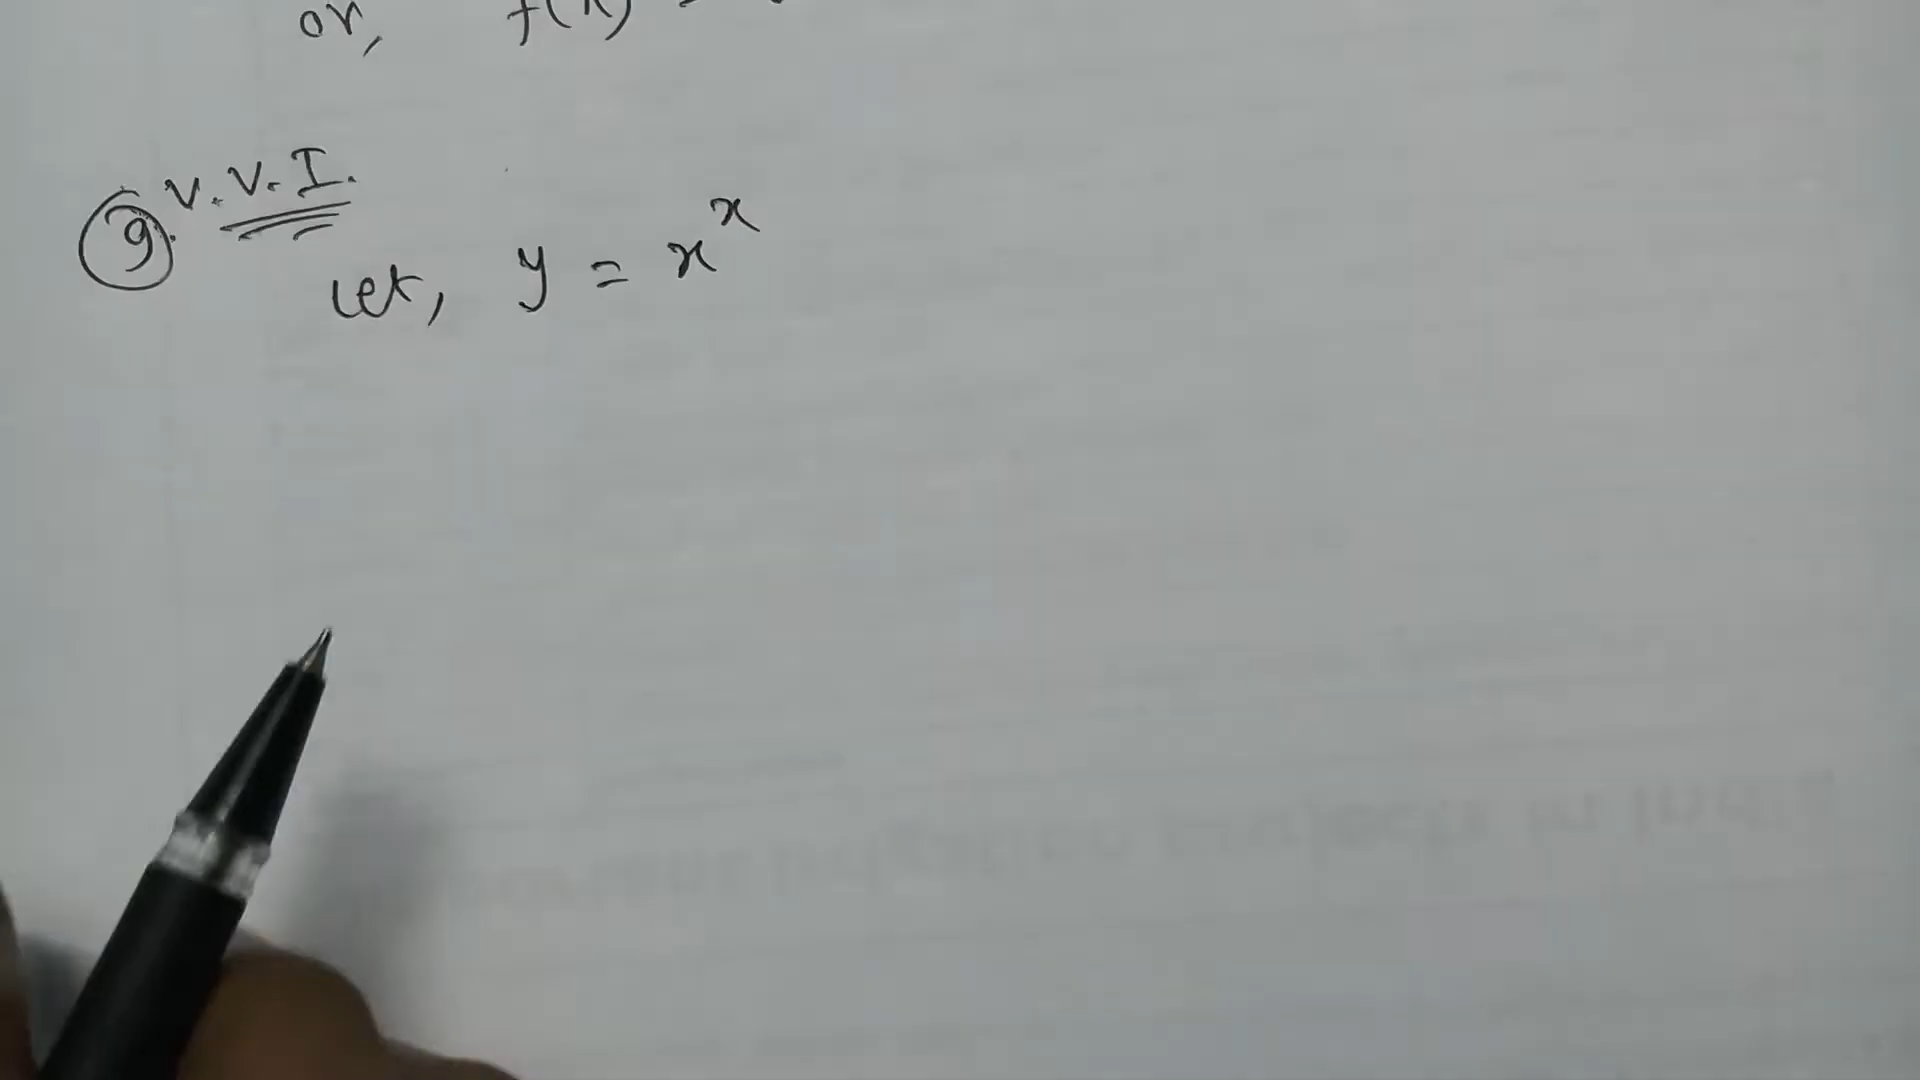 or, f(x)
9. V.V.I.
Let, y = x^x